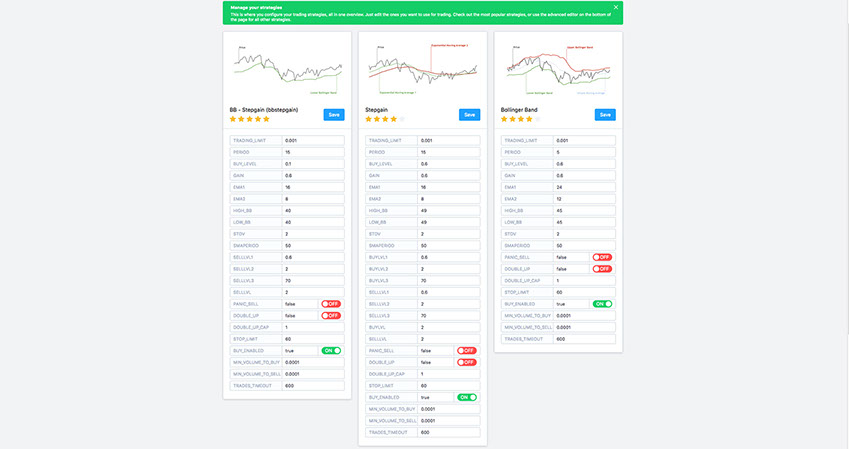 Manage your strategies
This is where you configure your trading strategies, all in one overview. Just edit the ones you want to use for trading. Check out the most popular strategies, or use the advanced editor on the bottom of
the page for all other strategies.
Price
Lower Bollinger Band
BB - Stepgain (bbstepgain)
Save
TRADING_LIMIT 0.001
PERIOD 15
BUY_LEVEL 0.1
GAIN 0.6
EMA1 16
EMA2 8
HIGH_BB 40
LOW_BB 40
STDV 2
SMAPERIOD 50
SELLLVL1 0.6
SELLLVL2 2
SELLLVL3 70
SELLLVL 2
PANIC_SELL false OFF
DOUBLE_UP false OFF
DOUBLE_UP_CAP 1
STOP_LIMIT 60
BUY_ENABLED true ON
MIN_VOLUME_TO_BUY 0.0001
MIN_VOLUME_TO_SELL 0.0001
TRADES_TIMEOUT 600
Price
Exponential Moving Average 2
Exponential Moving Average 1
Stepgain
Save
TRADING_LIMIT 0.001
PERIOD 15
BUY_LEVEL 0.6
GAIN 0.6
EMA1 16
EMA2 8
HIGH_BB 49
LOW_BB 49
STDV 2
SMAPERIOD 50
BUYLVL1 0.6
BUYLVL2 2
BUYLVL3 70
SELLLVL1 0.6
SELLLVL2 2
SELLLVL3 70
BUYLVL 2
SELLLVL 2
PANIC_SELL false OFF
DOUBLE_UP false OFF
DOUBLE_UP_CAP 1
STOP_LIMIT 60
BUY_ENABLED true ON
MIN_VOLUME_TO_BUY 0.0001
MIN_VOLUME_TO_SELL 0.0001
TRADES_TIMEOUT 600
Price
Upper Bollinger Band
Lower Bollinger Band
Bollinger Band
Save
TRADING_LIMIT 0.001
PERIOD 5
BUY_LEVEL 0.6
GAIN 0.6
EMA1 24
EMA2 12
HIGH_BB 45
LOW_BB 45
STDV 2
SMAPERIOD 50
PANIC_SELL false OFF
DOUBLE_UP false OFF
DOUBLE_UP_CAP 1
STOP_LIMIT 60
BUY_ENABLED true ON
MIN_VOLUME_TO_BUY 0.0001
MIN_VOLUME_TO_SELL 0.0001
TRADES_TIMEOUT 600